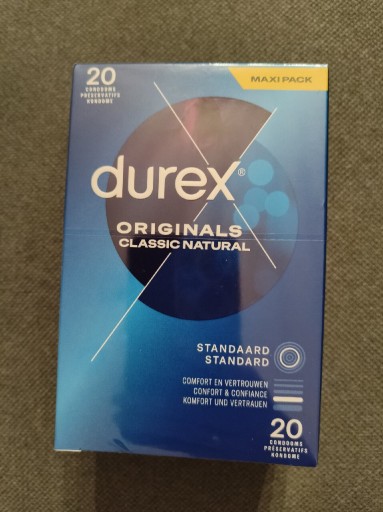 20
CONDOOMS
PRÉSERVATIFS
KONDOME
MAXI PACK
durex®
ORIGINALS
CLASSIC NATURAL
STANDAARD
STANDARD
COMFORT EN VERTROUWEN
CONFORT & CONFIANCE
KOMFORT UND VERTRAUEN
20
CONDOOMS
PRÉSERVATIFS
KONDOME